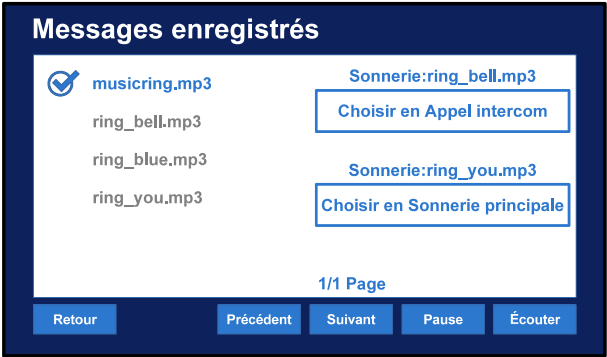 Messages enregistrés
musicring.mp3
ring_bell.mp3
ring_blue.mp3
ring_you.mp3
Sonnerie:ring_bell.mp3
Choisir en Appel intercom
Sonnerie:ring_you.mp3
Choisir en Sonnerie principale
1/1 Page
Retour
Précédent
Suivant
Pause
Écouter